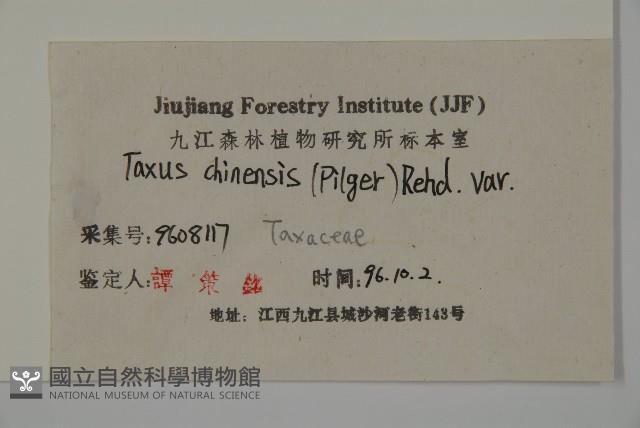 Jiujiang Forestry Institute (JJF)
九江森林植物研究所标本室
Taxus chinensis (Pilger) Rehd. var.
采集号: 9608117 Taxaceae
鉴定人: 譚策銘 时间: 96.10.2.
地址: 江西九江县城沙河老街143号
國立自然科學博物館
NATIONAL MUSEUM OF NATURAL SCIENCE